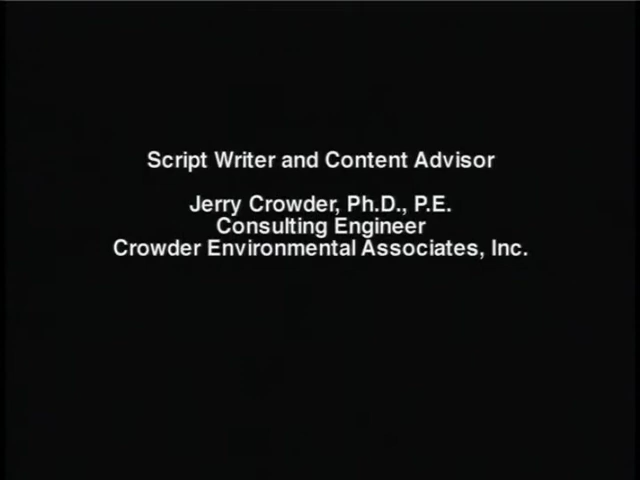 Script Writer and Content Advisor
Jerry Crowder, Ph.D., P.E.
Consulting Engineer
Crowder Environmental Associates, Inc.